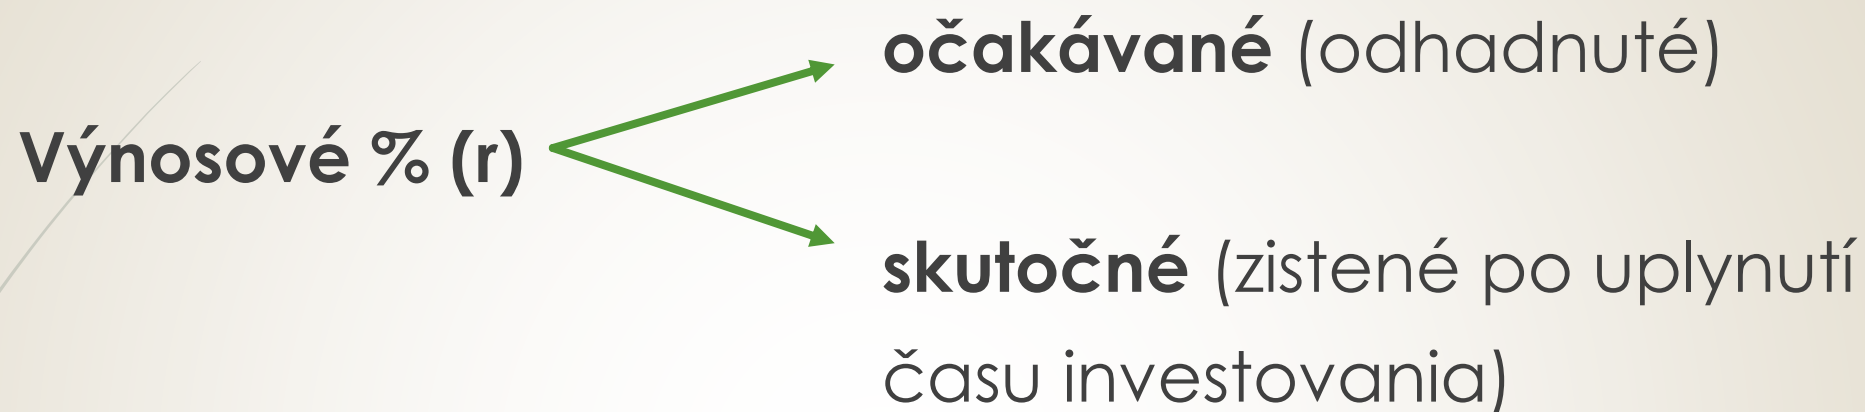 očakávané (odhadnuté)
Výnosové % (r)
skutočné (zistené po uplynutí
času investovania)